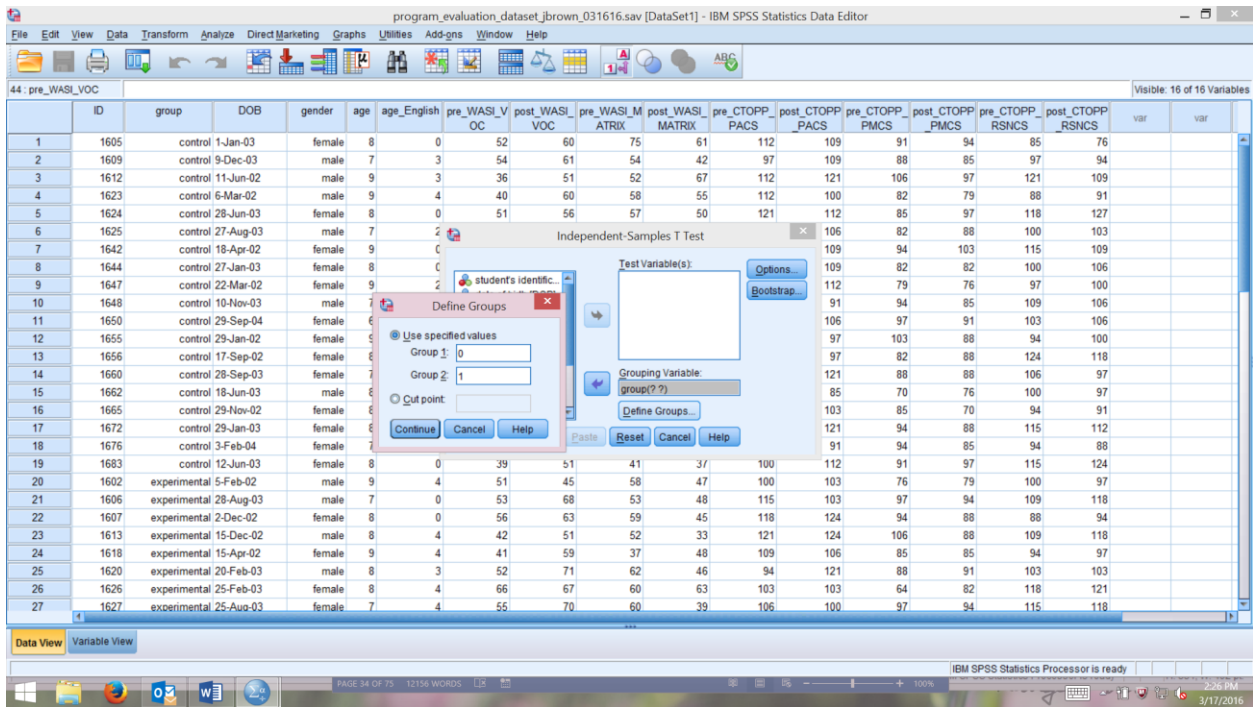 program_evaluation_dataset_jbrown_031616.sav [DataSet1] - IBM SPSS Statistics Data Editor
File Edit View Data Transform Analyze Direct Marketing Graphs Utilities Add-ons Window Help
44 : pre_WASI_VOC Visible: 16 of 16 Variables
ID group DOB gender age age_English pre_WASI_VOC post_WASI_VOC pre_WASI_MATRIX post_WASI_MATRIX pre_CTOPP_PACS post_CTOPP_PACS pre_CTOPP_PMCS post_CTOPP_PMCS pre_CTOPP_RSNCS post_CTOPP_RSNCS var var
1 1605 control 1-Jan-03 female 8 0 52 60 75 61 112 109 91 94 85 76
2 1609 control 9-Dec-03 male 7 3 54 61 54 42 97 109 88 85 97 94
3 1612 control 11-Jun-02 male 9 3 36 51 52 67 112 121 106 97 121 109
4 1623 control 6-Mar-02 male 9 4 40 60 58 55 112 100 82 79 88 91
5 1624 control 28-Jun-03 female 8 0 51 56 57 50 121 112 85 97 118 127
6 1625 control 27-Aug-03 male 7 2 106 82 88 100 103
7 1642 control 18-Apr-02 female 9 109 94 103 115 109
8 1644 control 27-Jan-03 female 8 109 82 82 100 106
9 1647 control 22-Mar-02 female 9 2 112 79 76 97 100
10 1648 control 10-Nov-03 male 91 94 85 109 106
11 1650 control 29-Sep-04 female 106 97 91 103 106
12 1655 control 29-Jan-02 female 97 103 88 94 100
13 1656 control 17-Sep-02 female 97 82 88 124 118
14 1660 control 28-Sep-03 female 121 88 88 106 97
15 1662 control 18-Jun-03 male 85 70 76 100 97
16 1665 control 29-Nov-02 female 103 85 70 94 91
17 1672 control 29-Jan-03 female 121 94 88 115 112
18 1676 control 3-Feb-04 female 91 94 85 94 88
19 1683 control 12-Jun-03 female 8 0 39 51 41 37 100 112 91 97 115 124
20 1602 experimental 5-Feb-02 male 9 4 51 45 58 47 100 103 76 79 100 97
21 1606 experimental 28-Aug-03 male 7 0 53 68 53 48 115 103 97 94 109 118
22 1607 experimental 2-Dec-02 female 8 0 56 63 59 45 118 124 94 88 88 94
23 1613 experimental 15-Dec-02 male 8 4 42 51 52 33 121 124 106 88 109 118
24 1618 experimental 15-Apr-02 female 9 4 41 59 37 48 109 106 85 85 94 97
25 1620 experimental 20-Feb-03 male 8 3 52 71 62 46 94 121 88 91 103 103
26 1626 experimental 25-Feb-03 female 8 4 66 67 60 63 103 103 64 82 118 121
27 1627 experimental 25-Aug-03 female 7 4 55 70 60 39 106 100 97 94 115 118
Independent-Samples T Test
student's identific...
Test Variable(s):
Options...
Bootstrap...
Grouping Variable:
group(? ?)
Define Groups...
Paste Reset Cancel Help
Define Groups
Use specified values
Group 1: 0
Group 2: 1
Cut point:
Continue Cancel Help
Data View Variable View
IBM SPSS Statistics Processor is ready
PAGE 34 OF 75 12156 WORDS 100%
2:26 PM
3/17/2016